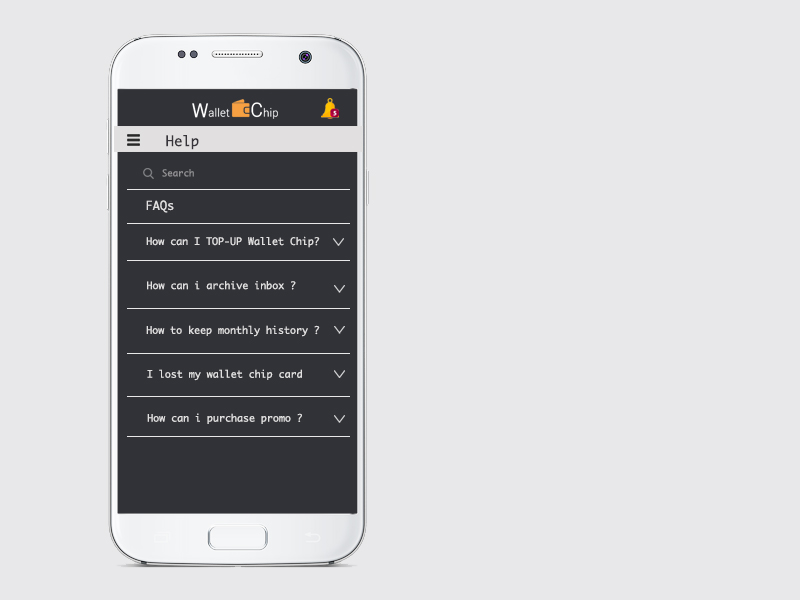 Wallet Chip
5
Help
Search
FAQs
How can I TOP-UP Wallet Chip?
How can i archive inbox ?
How to keep monthly history ?
I lost my wallet chip card
How can i purchase promo ?